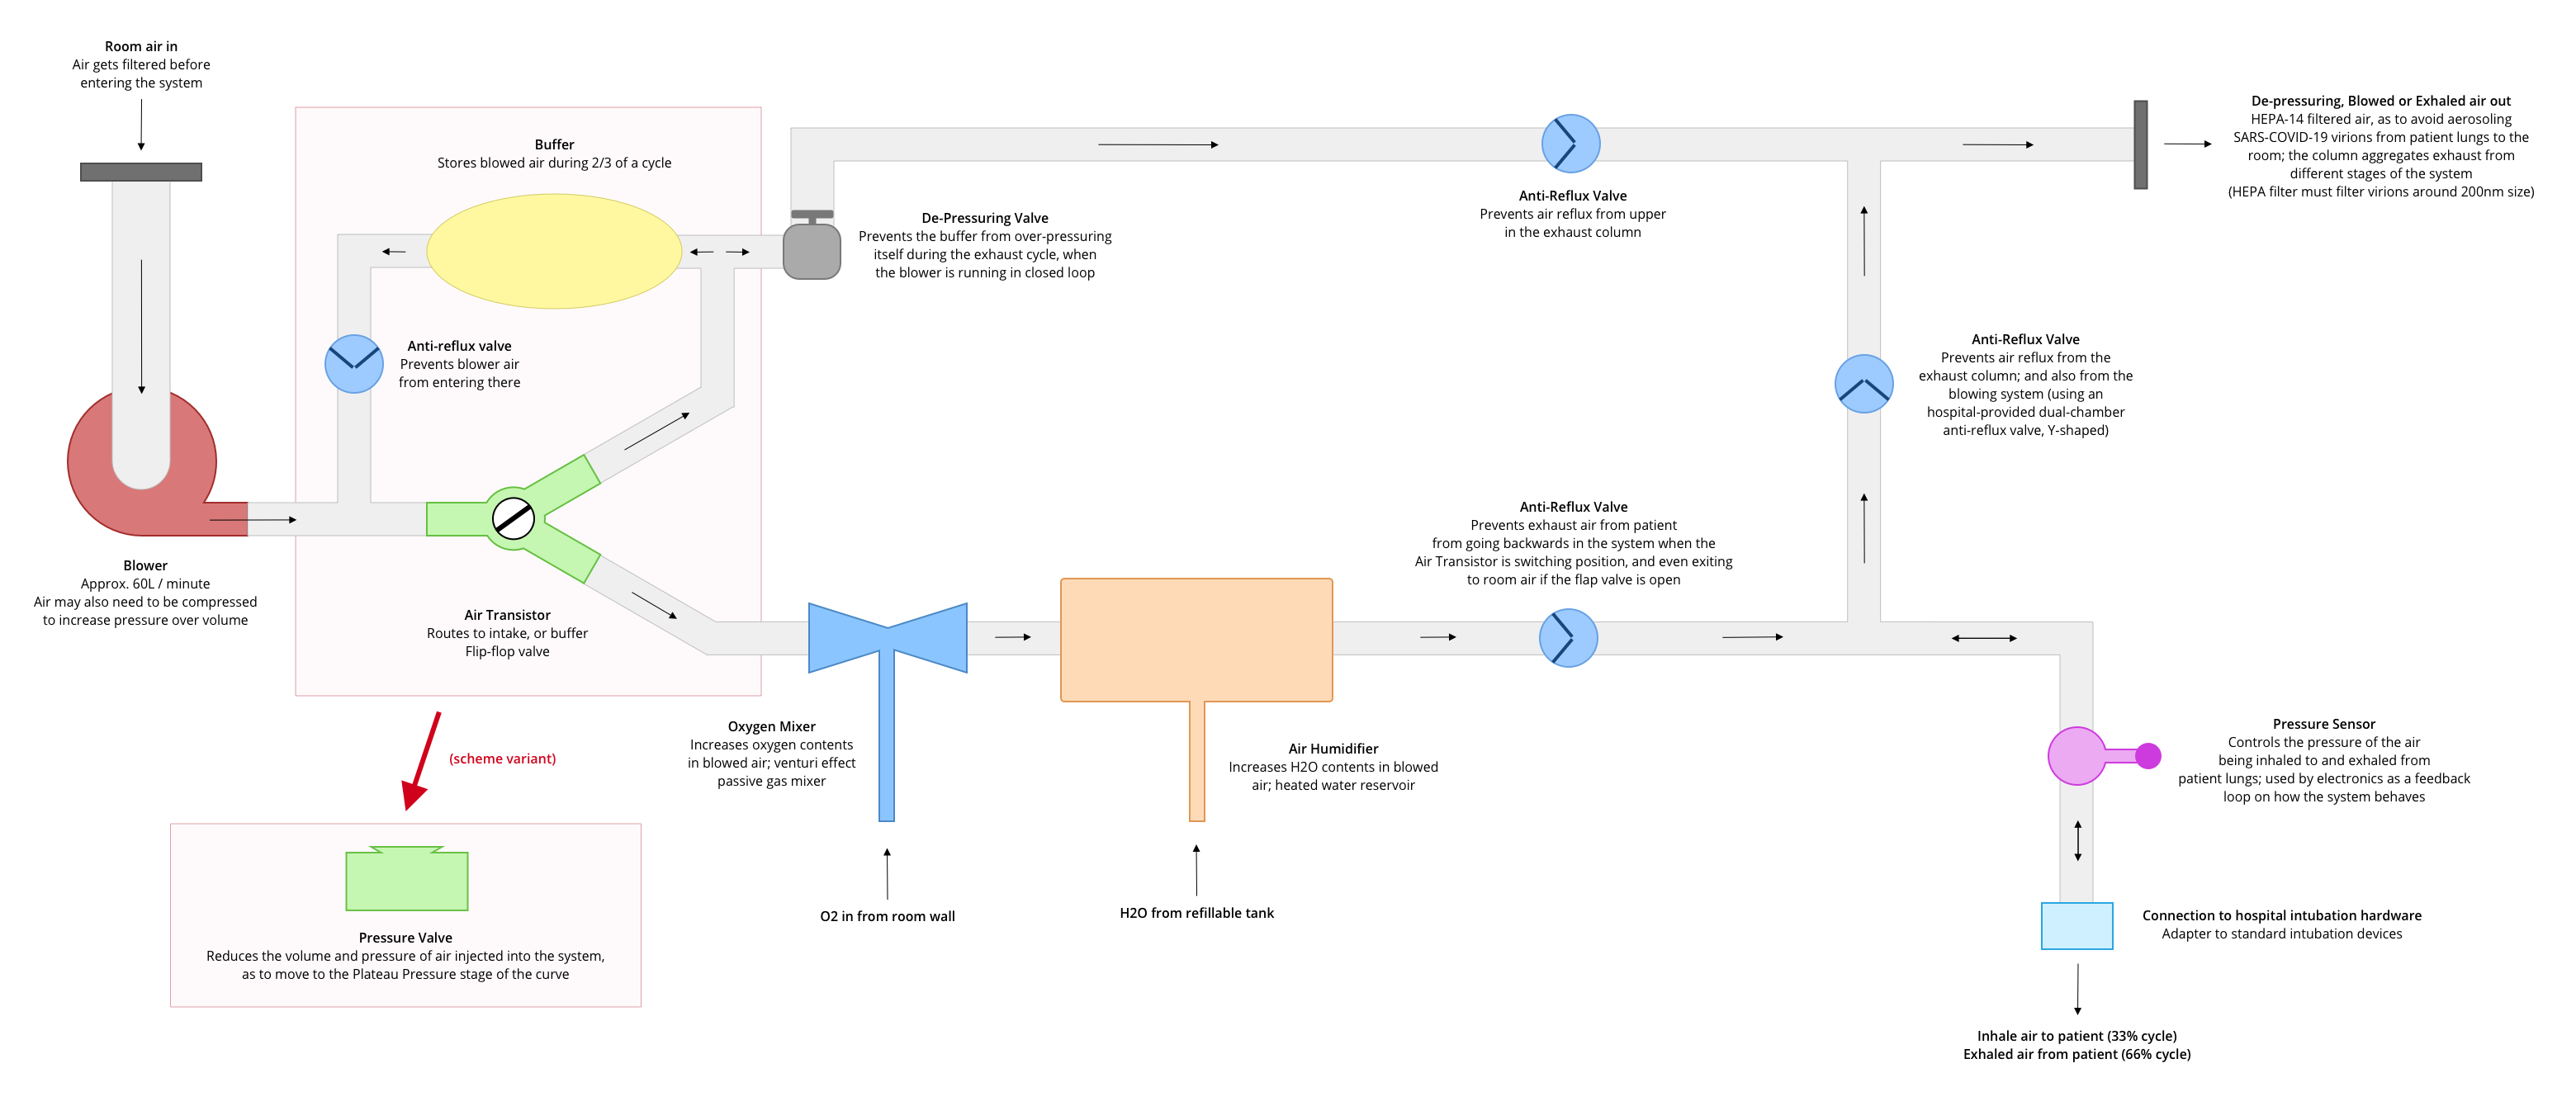 Room air in
Air gets filtered before
entering the system
Buffer
Stores blowed air during 2/3 of a cycle
De-Pressuring Valve
Prevents the buffer from over-pressuring
itself during the exhaust cycle, when
the blower is running in closed loop
Anti-Reflux Valve
Prevents air reflux from upper
in the exhaust column
De-pressuring, Blowed or Exhaled air out
HEPA-14 filtered air, as to avoid aerosoling
SARS-COVID-19 virions from patient lungs to the
room; the column aggregates exhaust from
different stages of the system
(HEPA filter must filter virions around 200nm size)
Anti-reflux valve
Prevents blower air
from entering there
Anti-Reflux Valve
Prevents air reflux from the
exhaust column; and also from the
blowing system (using an
hospital-provided dual-chamber
anti-reflux valve, Y-shaped)
Blower
Approx. 60L / minute
Air may also need to be compressed
to increase pressure over volume
Air Transistor
Routes to intake, or buffer
Flip-flop valve
Anti-Reflux Valve
Prevents exhaust air from patient
from going backwards in the system when the
Air Transistor is switching position, and even exiting
to room air if the flap valve is open
(scheme variant)
Oxygen Mixer
Increases oxygen contents
in blowed air; venturi effect
passive gas mixer
Air Humidifier
Increases H2O contents in blowed
air; heated water reservoir
Pressure Sensor
Controls the pressure of the air
being inhaled to and exhaled from
patient lungs; used by electronics as a feedback
loop on how the system behaves
Pressure Valve
Reduces the volume and pressure of air injected into the system,
as to move to the Plateau Pressure stage of the curve
O2 in from room wall
H2O from refillable tank
Connection to hospital intubation hardware
Adapter to standard intubation devices
Inhale air to patient (33% cycle)
Exhaled air from patient (66% cycle)